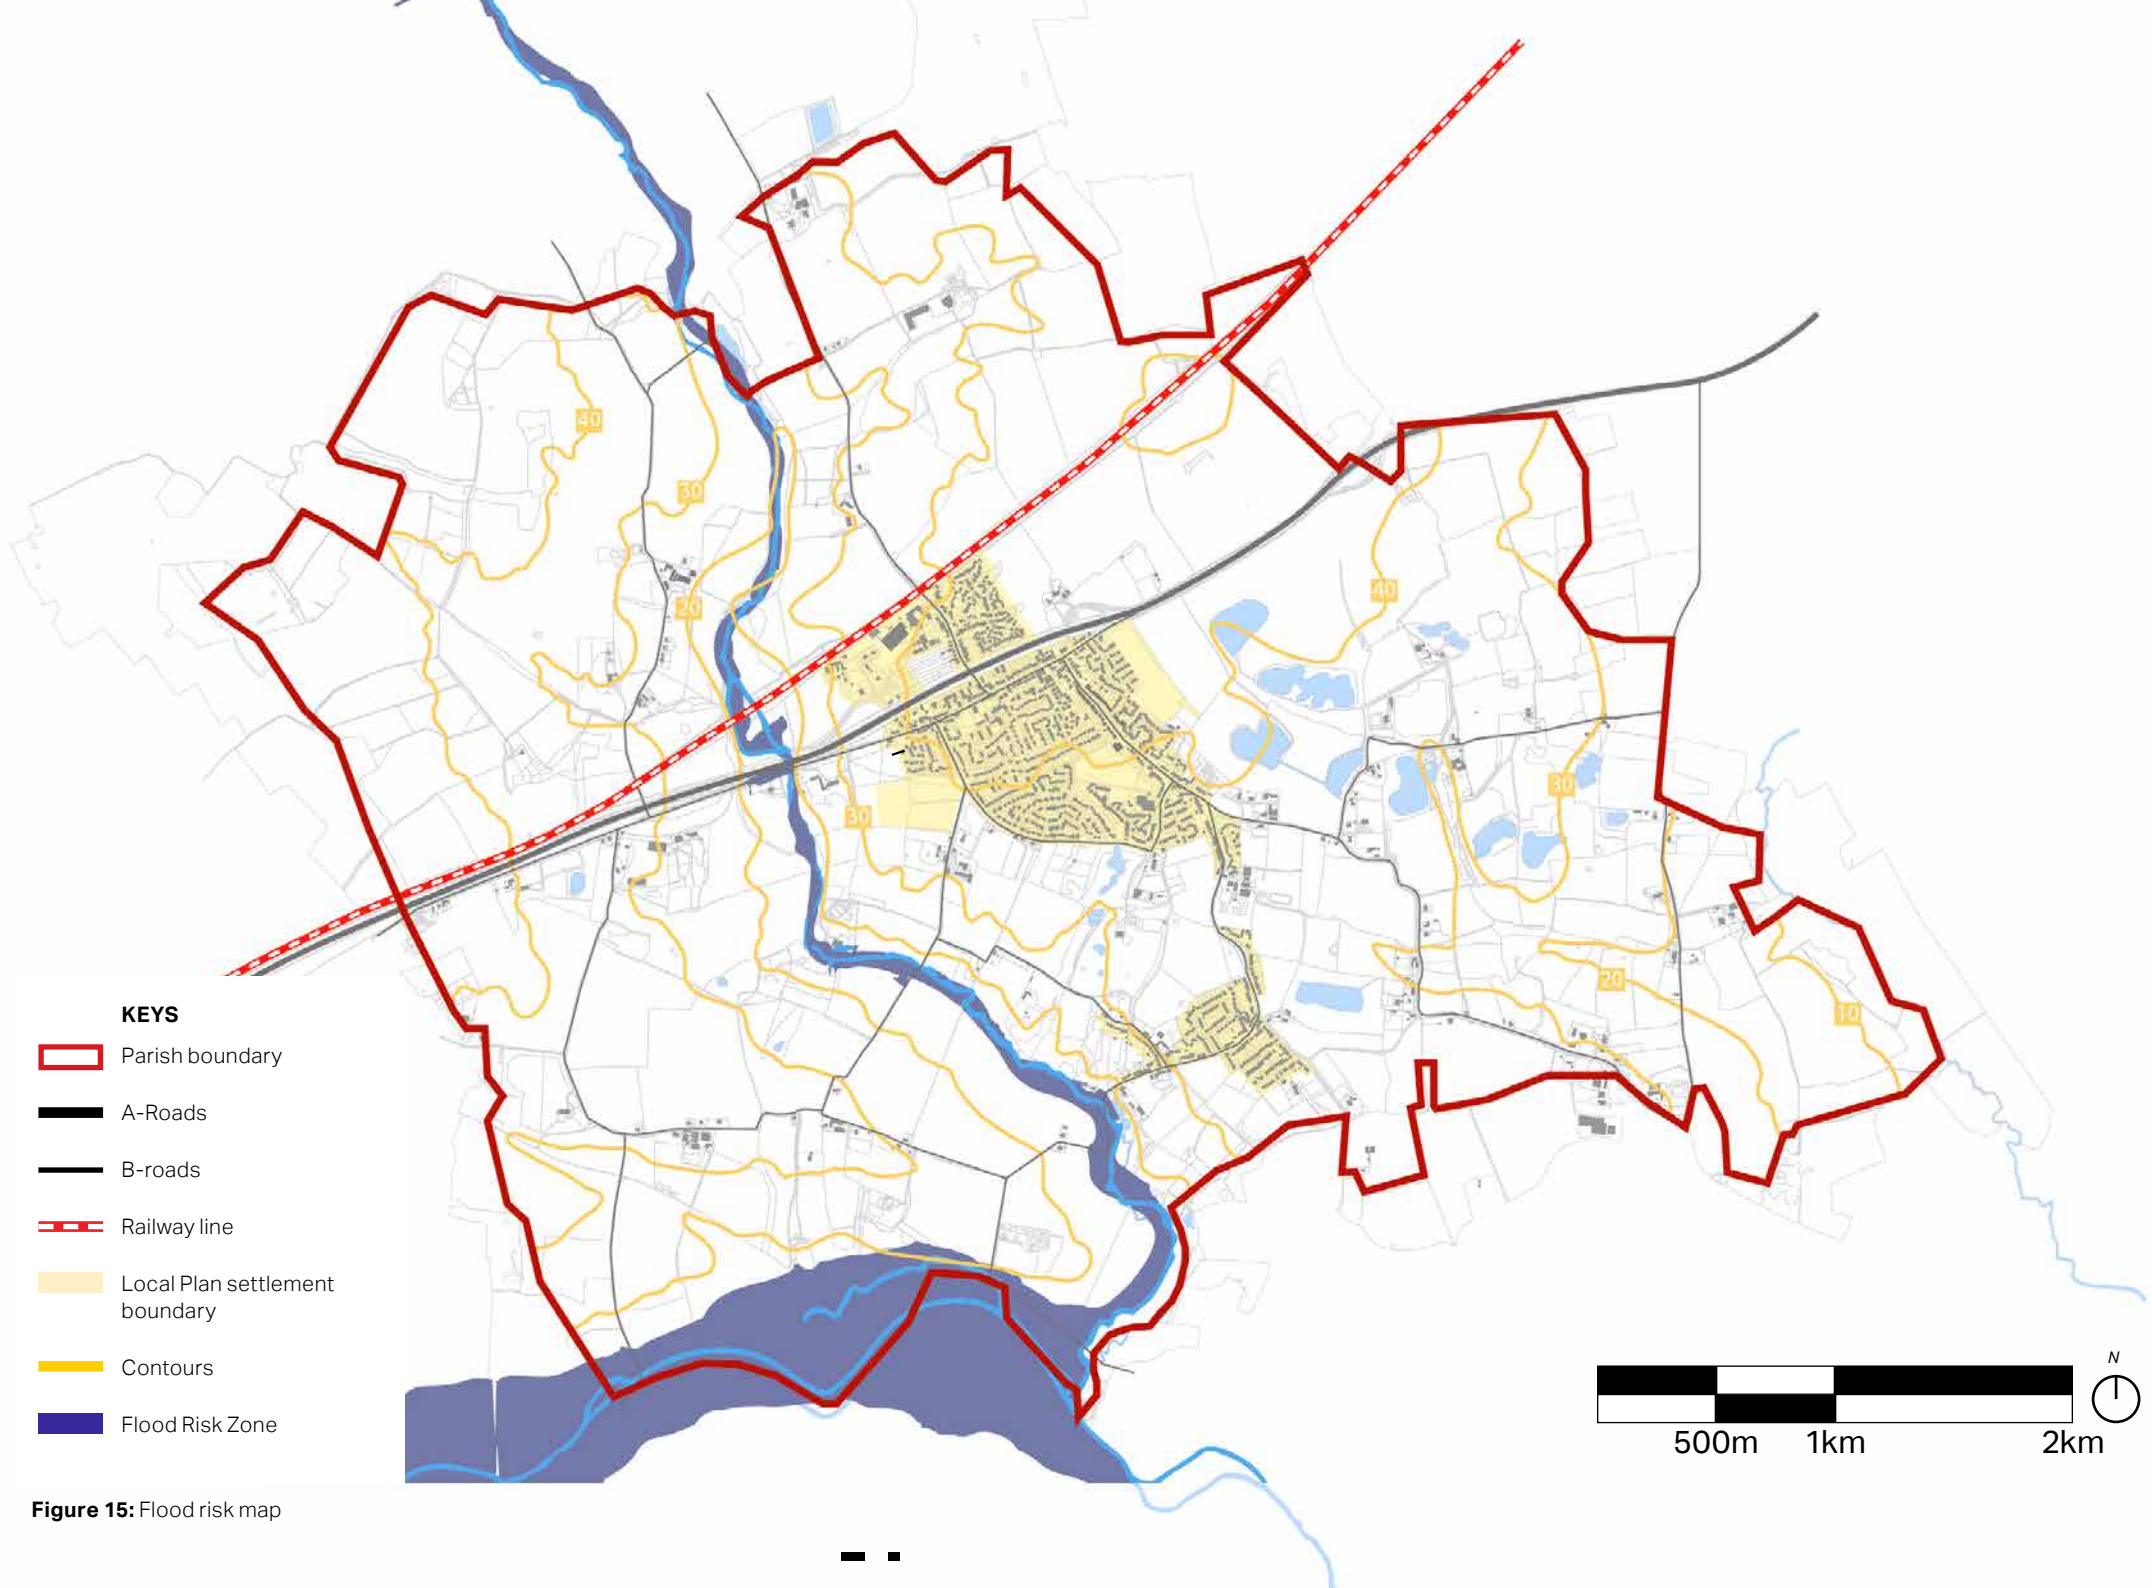 40
30
20
40
30
30
20
10
KEYS
Parish boundary
A-Roads
B-roads
Railway line
Local Plan settlement
boundary
Contours
Flood Risk Zone
N
500m 1km 2km
Figure 15: Flood risk map